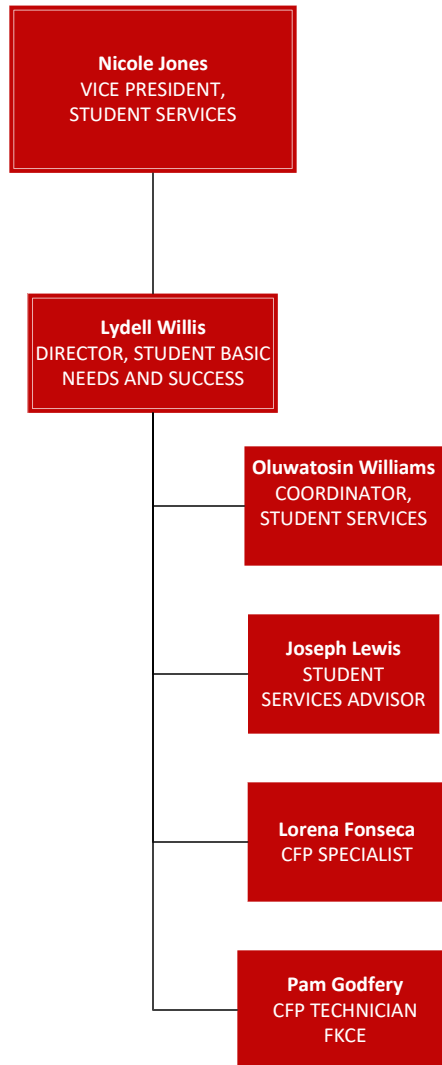 Nicole Jones
VICE PRESIDENT,
STUDENT SERVICES
Lydell Willis
DIRECTOR, STUDENT BASIC
NEEDS AND SUCCESS
Oluwatosin Williams
COORDINATOR,
STUDENT SERVICES
Joseph Lewis
STUDENT
SERVICES ADVISOR
Lorena Fonseca
CFP SPECIALIST
Pam Godfery
CFP TECHNICIAN
FKCE